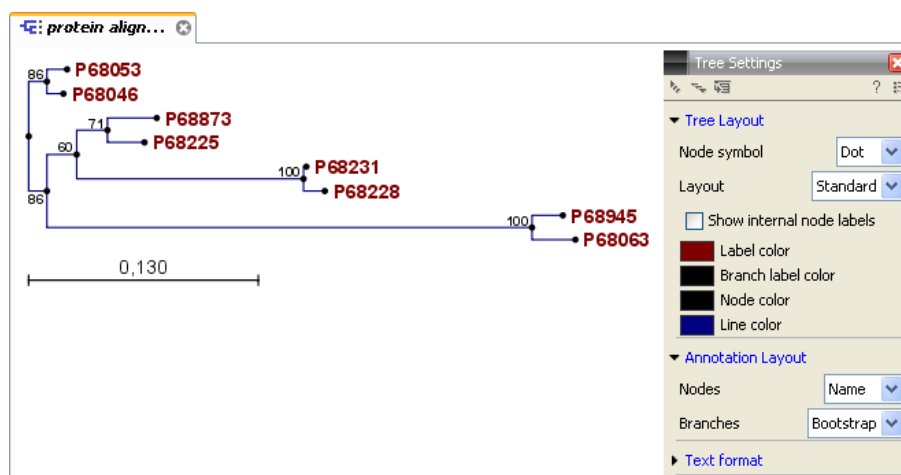 protein align...
86
P68053
P68046
71
P68873
P68225
60
100
P68231
P68228
86
100
P68945
P68063
0,130
Tree Settings
?
Tree Layout
Node symbol Dot
Layout Standard
Show internal node labels
Label color
Branch label color
Node color
Line color
Annotation Layout
Nodes Name
Branches Bootstrap
Text format